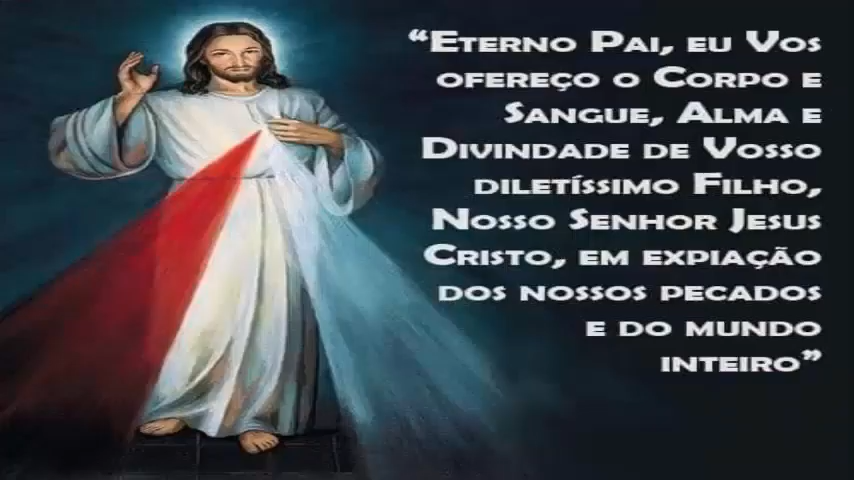 “Eterno Pai, eu Vos
ofereço o Corpo e
Sangue, Alma e
Divindade de Vosso
diletíssimo Filho,
Nosso Senhor Jesus
Cristo, em expiação
dos nossos pecados
e do mundo
inteiro”